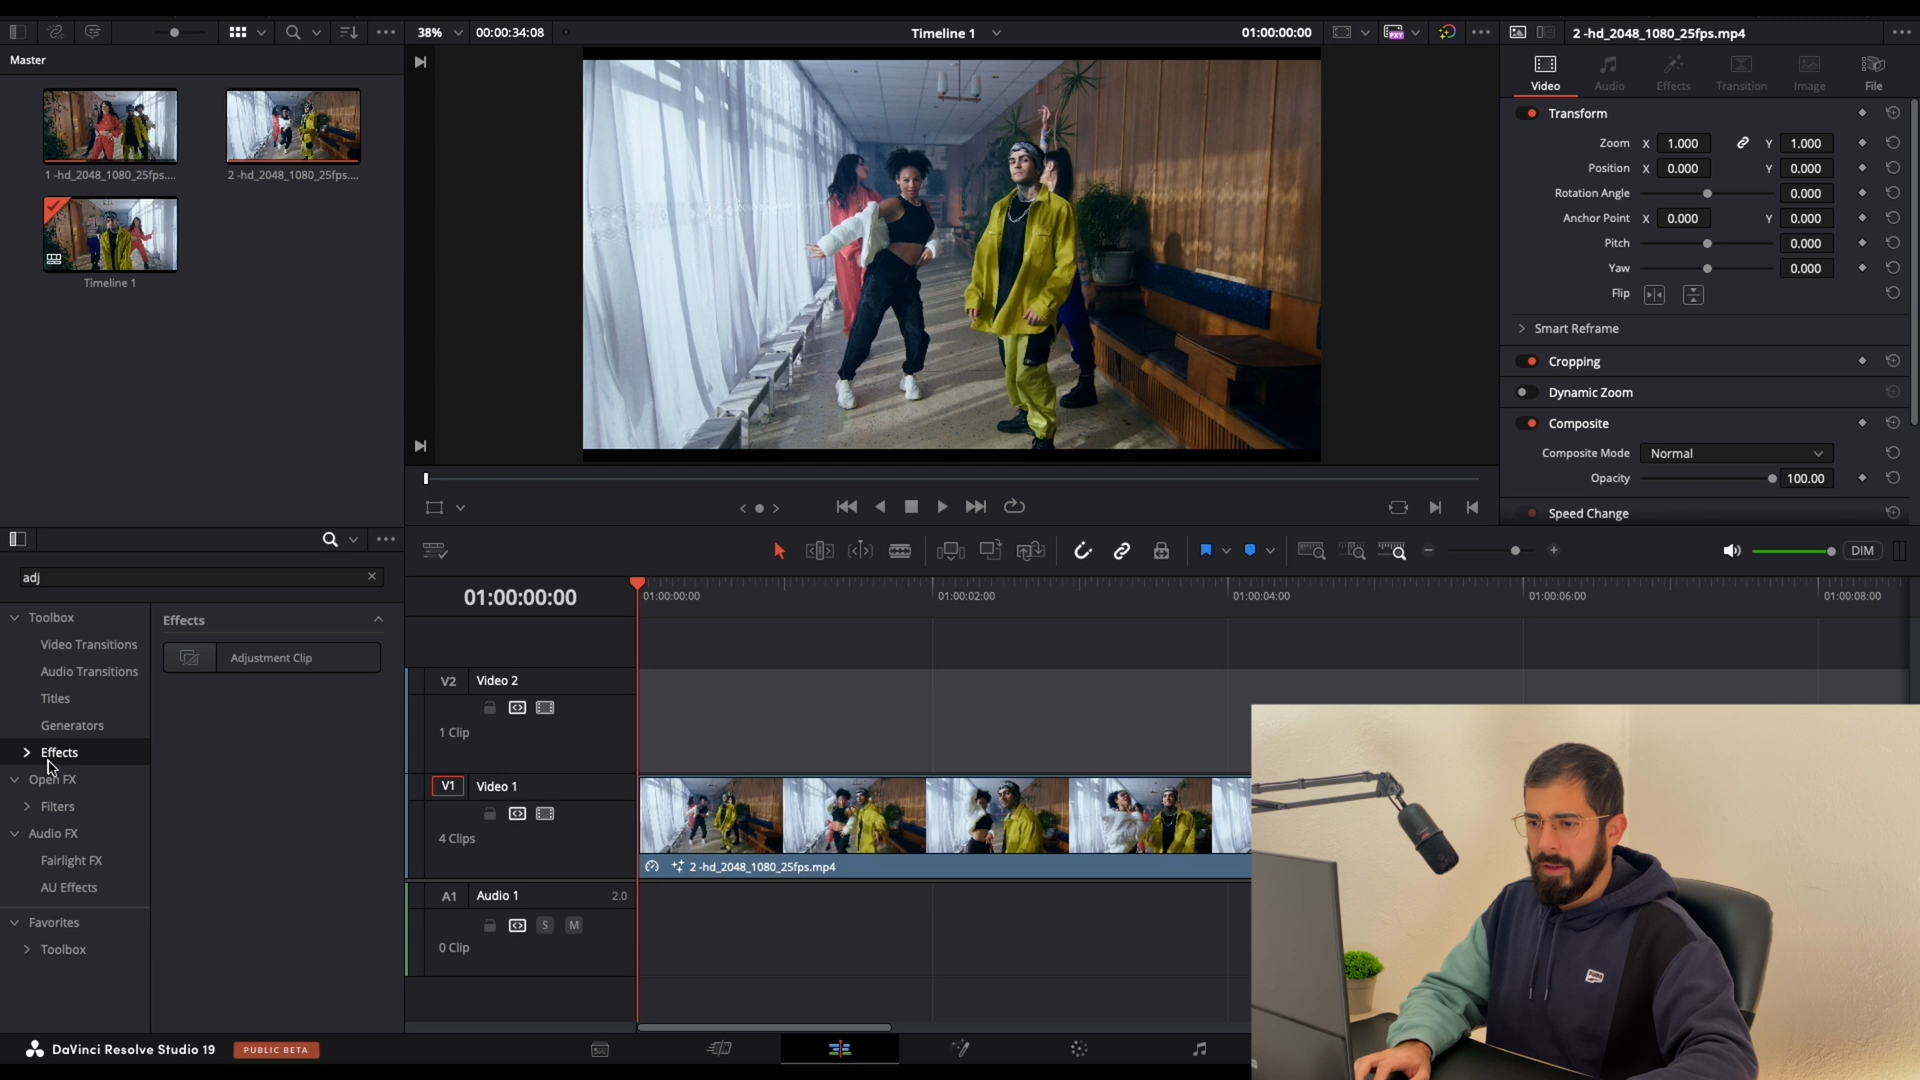 38%
00:00:34:08
Timeline 1
01:00:00:00
PXY
2 -hd_2048_1080_25fps.mp4
Master
Video
Audio
Effects
Transition
Image
File
1 -hd_2048_1080_25fps....
2 -hd_2048_1080_25fps....
Timeline 1
Transform
Zoom X 1.000 Y 1.000
Position X 0.000 Y 0.000
Rotation Angle 0.000
Anchor Point X 0.000 Y 0.000
Pitch 0.000
Yaw 0.000
Flip
Smart Reframe
Cropping
Dynamic Zoom
Composite
Composite Mode Normal
Opacity 100.00
Speed Change
adj
Toolbox
Video Transitions
Audio Transitions
Titles
Generators
Effects
Open FX
Filters
Audio FX
Fairlight FX
AU Effects
Favorites
Toolbox
Effects
Adjustment Clip
DIM
01:00:00:00
01:00:00:00
01:00:02:00
01:00:04:00
01:00:06:00
01:00:08:00
V2 Video 2
1 Clip
V1 Video 1
4 Clips
2 -hd_2048_1080_25fps.mp4
A1 Audio 1 2.0
S M
0 Clip
DaVinci Resolve Studio 19
PUBLIC BETA